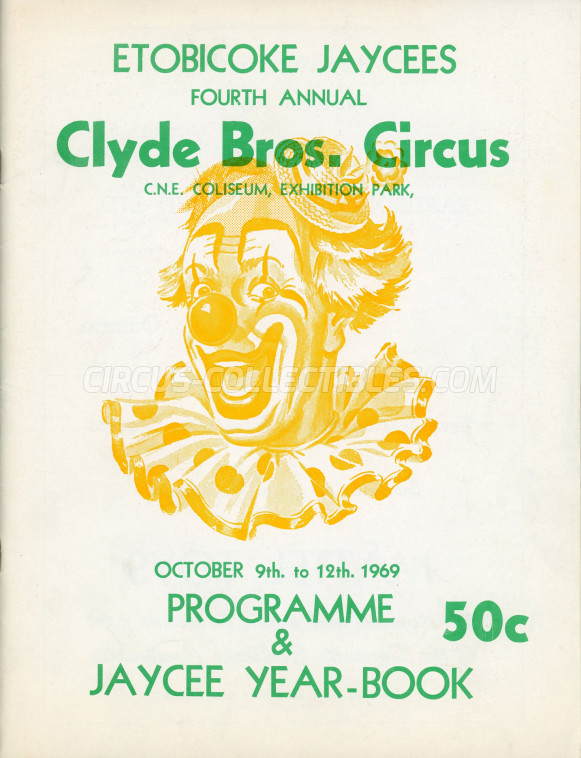 ETOBICOKE JAYCEES
FOURTH ANNUAL
Clyde Bros. Circus
C.N.E. COLISEUM, EXHIBITION PARK,
CIRCUS-COLLECTIBLES.COM
OCTOBER 9th. to 12th. 1969
PROGRAMME
50c
&
JAYCEE YEAR-BOOK